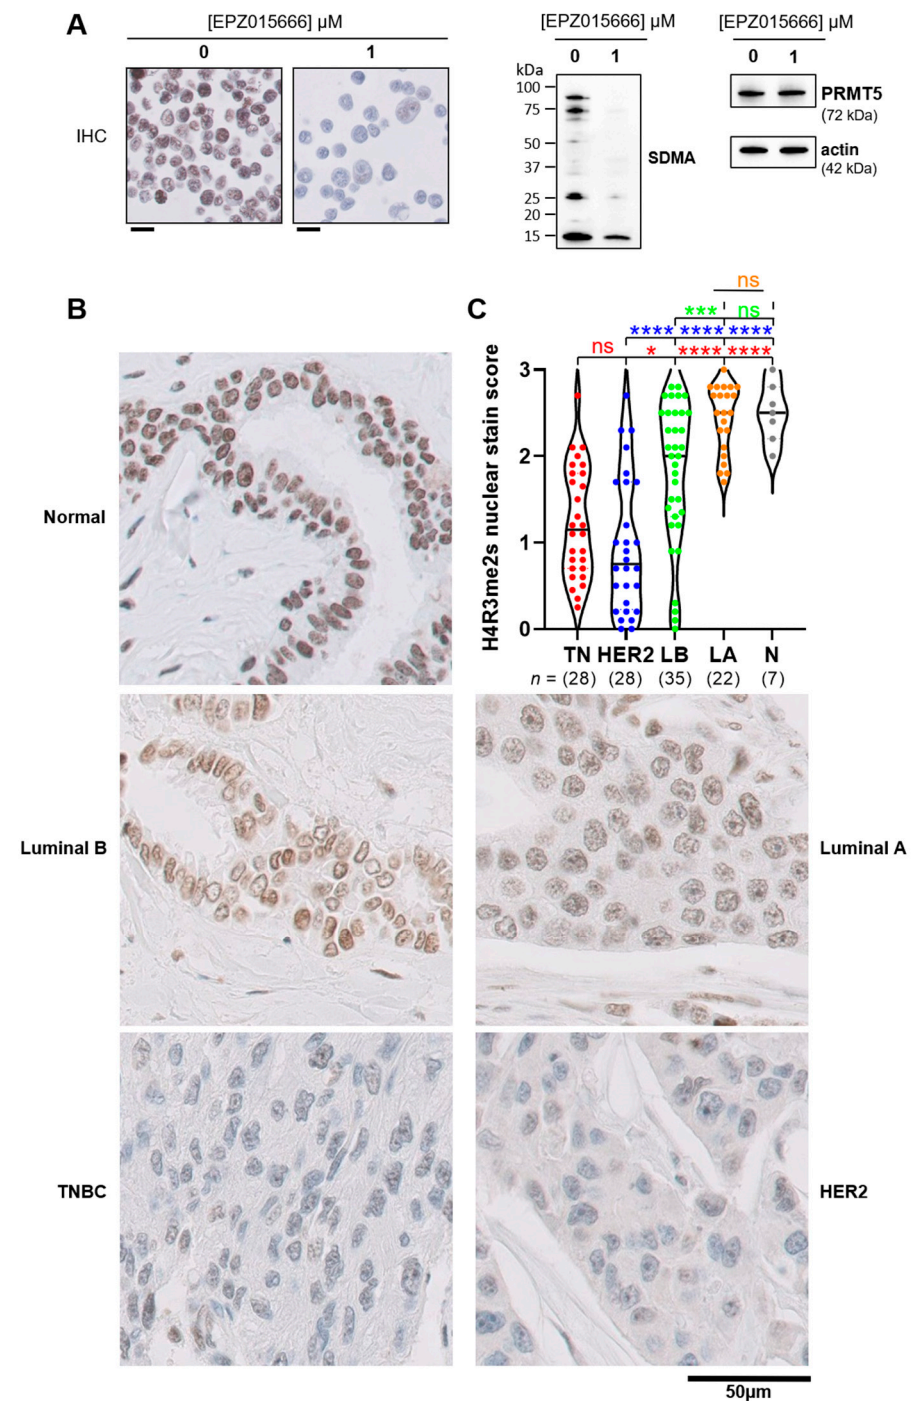 A
[EPZ015666] µM
0 1
IHC
[EPZ015666] µM
0 1
kDa
100
75
50
37
25
20
15
SDMA
[EPZ015666] µM
0 1
PRMT5
(72 kDa)
actin
(42 kDa)
B
Normal
C
ns
*** ns
**** **** ****
ns * **** ****
H4R3me2s nuclear stain score
3
2
1
0
TN HER2 LB LA N
n = (28) (28) (35) (22) (7)
Luminal B
Luminal A
TNBC
HER2
50µm